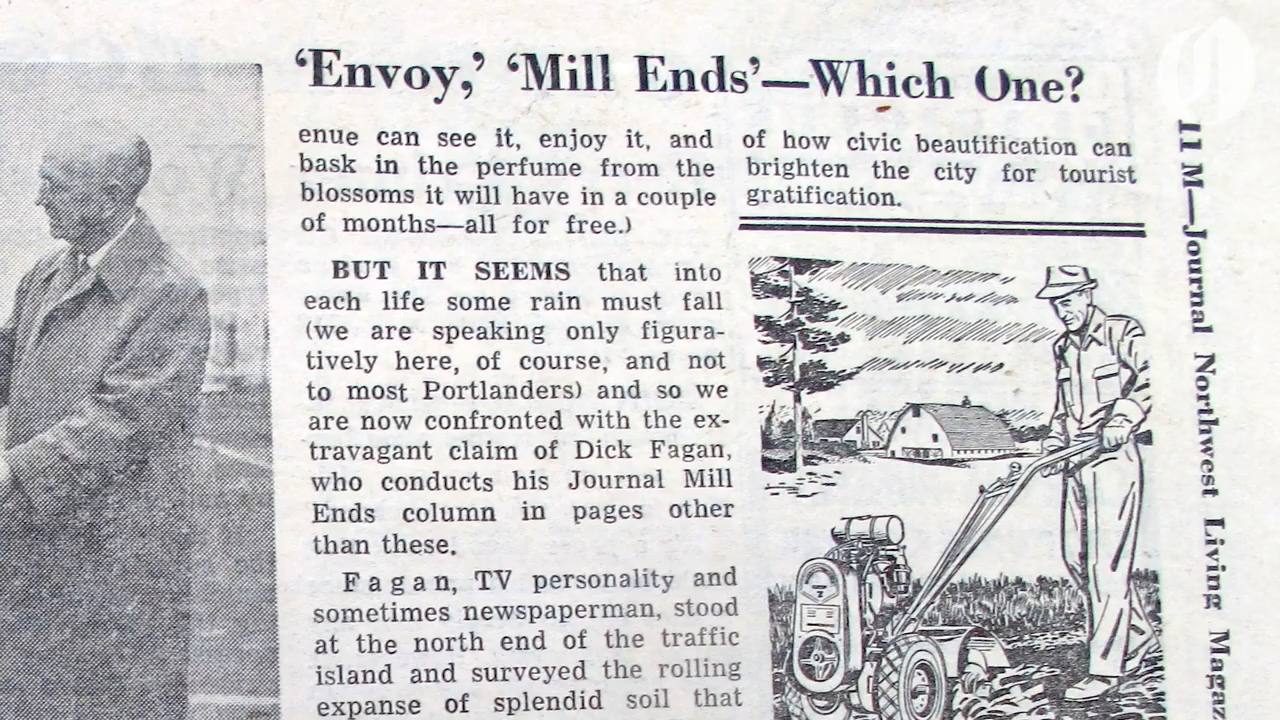 ‘Envoy,’ ‘Mill Ends’—Which One?
enue can see it, enjoy it, and
bask in the perfume from the
blossoms it will have in a couple
of months—all for free.)
BUT IT SEEMS that into
each life some rain must fall
(we are speaking only figura-
tively here, of course, and not
to most Portlanders) and so we
are now confronted with the ex-
travagant claim of Dick Fagan,
who conducts his Journal Mill
Ends column in pages other
than these.
Fagan, TV personality and
sometimes newspaperman, stood
at the north end of the traffic
island and surveyed the rolling
expanse of splendid soil that
of how civic beautification can
brighten the city for tourist
gratification.
11 M—Journal Northwest Living Magaz